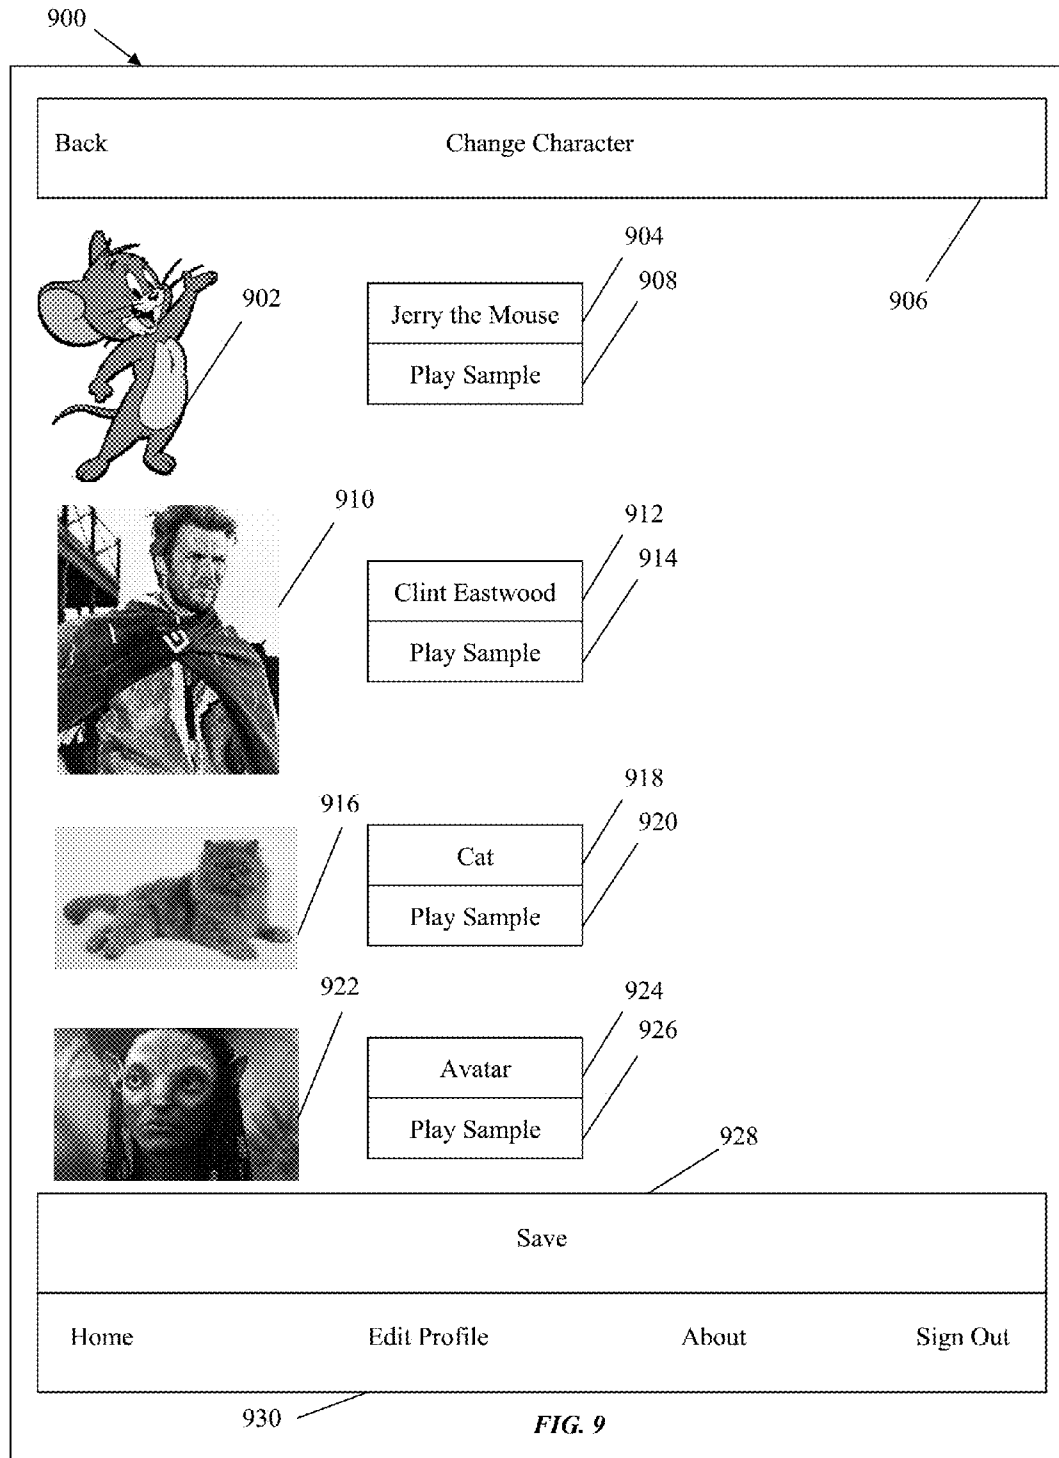 900
Back Change Character
904
908
906
902
Jerry the Mouse
Play Sample
910
912
914
Clint Eastwood
Play Sample
916
918
920
Cat
Play Sample
922
924
926
Avatar
Play Sample
928
Save
Home Edit Profile About Sign Out
930
FIG. 9